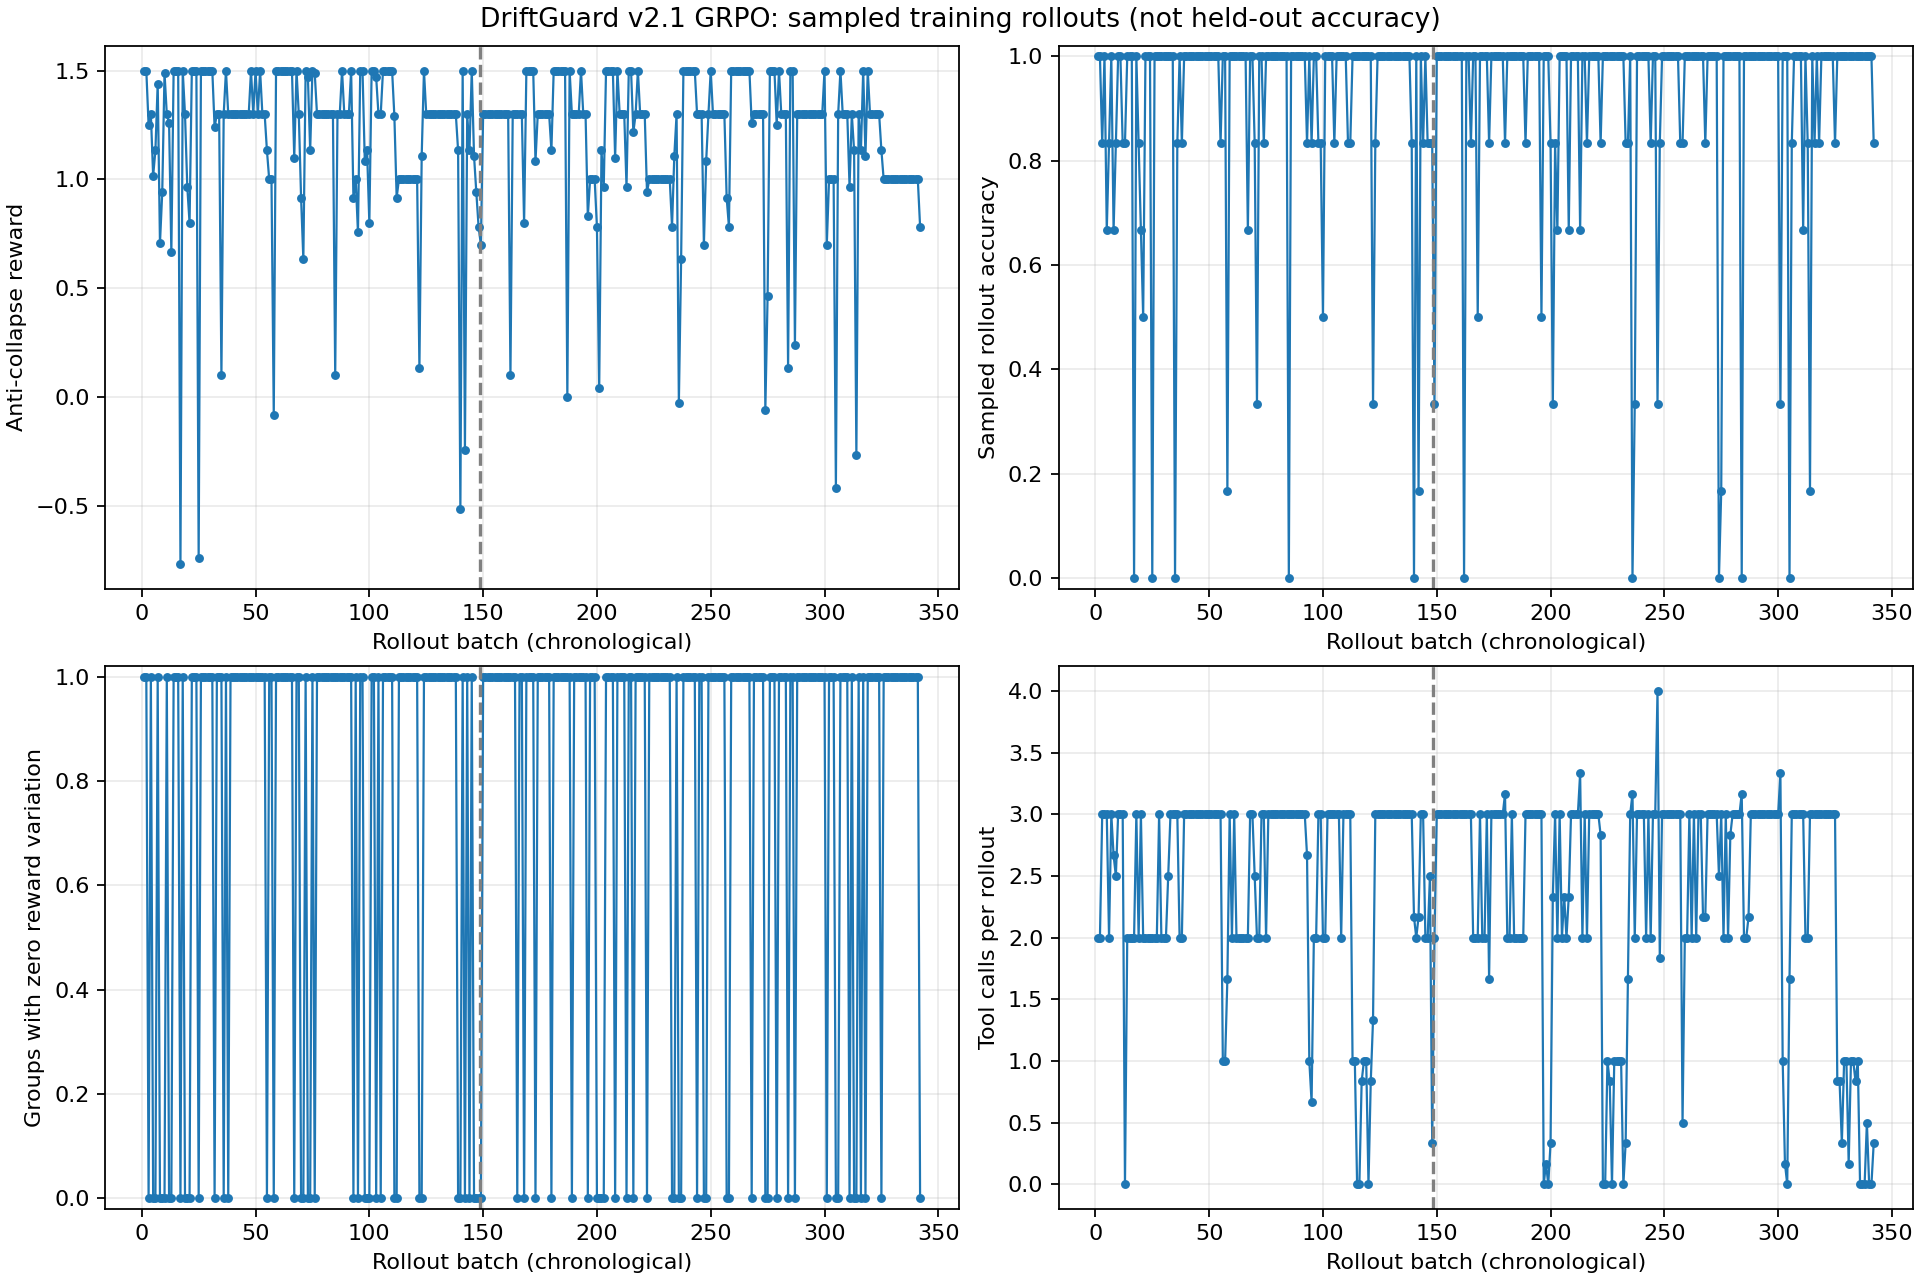 DriftGuard v2.1 GRPO: sampled training rollouts (not held-out accuracy)
Anti-collapse reward
1.5
1.0
0.5
0.0
−0.5
0 50 100 150 200 250 300 350
Rollout batch (chronological)
Sampled rollout accuracy
1.0
0.8
0.6
0.4
0.2
0.0
0 50 100 150 200 250 300 350
Rollout batch (chronological)
Groups with zero reward variation
1.0
0.8
0.6
0.4
0.2
0.0
0 50 100 150 200 250 300 350
Rollout batch (chronological)
Tool calls per rollout
4.0
3.5
3.0
2.5
2.0
1.5
1.0
0.5
0.0
0 50 100 150 200 250 300 350
Rollout batch (chronological)